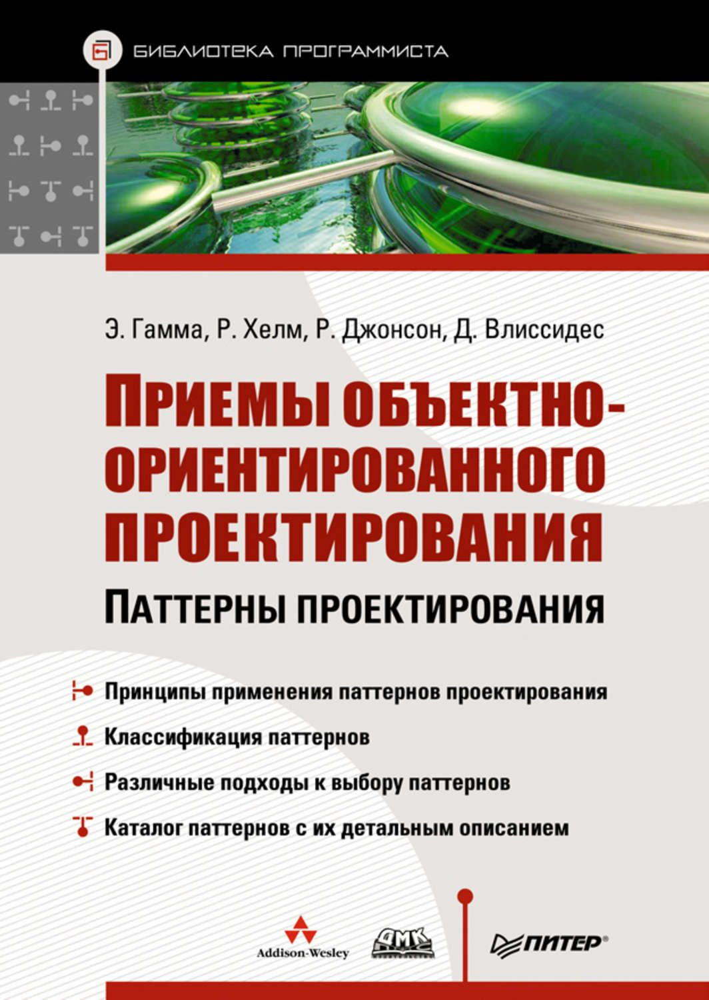 БИБЛИОТЕКА ПРОГРАММИСТА
Э. Гамма, Р. Хелм, Р. Джонсон, Д. Влиссидес
ПРИЕМЫ ОБЪЕКТНО-
ОРИЕНТИРОВАННОГО
ПРОЕКТИРОВАНИЯ
ПАТТЕРНЫ ПРОЕКТИРОВАНИЯ
Принципы применения паттернов проектирования
Классификация паттернов
Различные подходы к выбору паттернов
Каталог паттернов с их детальным описанием
Addison-Wesley
ДМК
ИЗДАТЕЛЬСТВО
ПИТЕР®